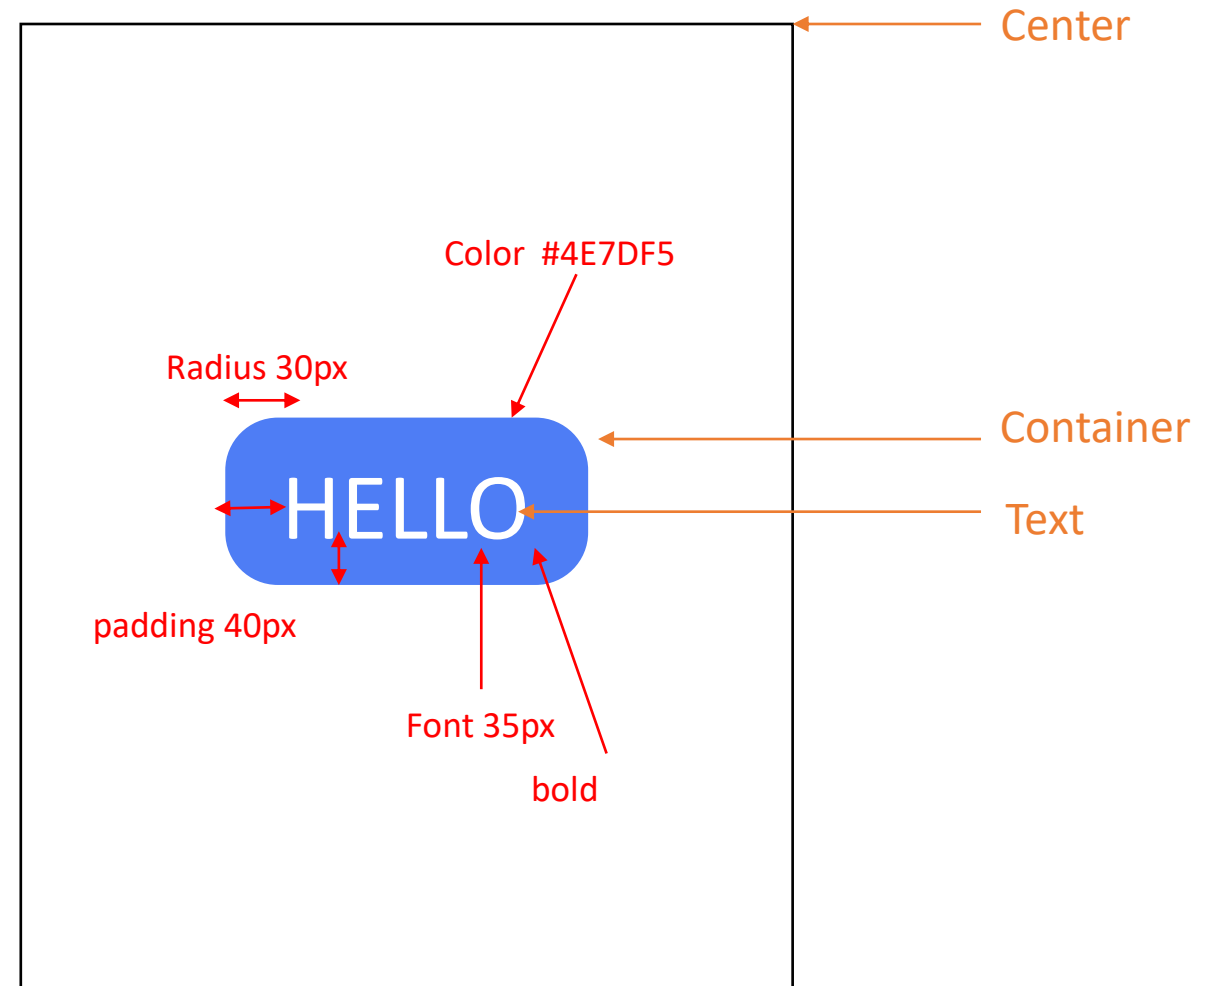 Center
Color #4E7DF5
Radius 30px
Container
HELLO
Text
padding 40px
Font 35px
bold